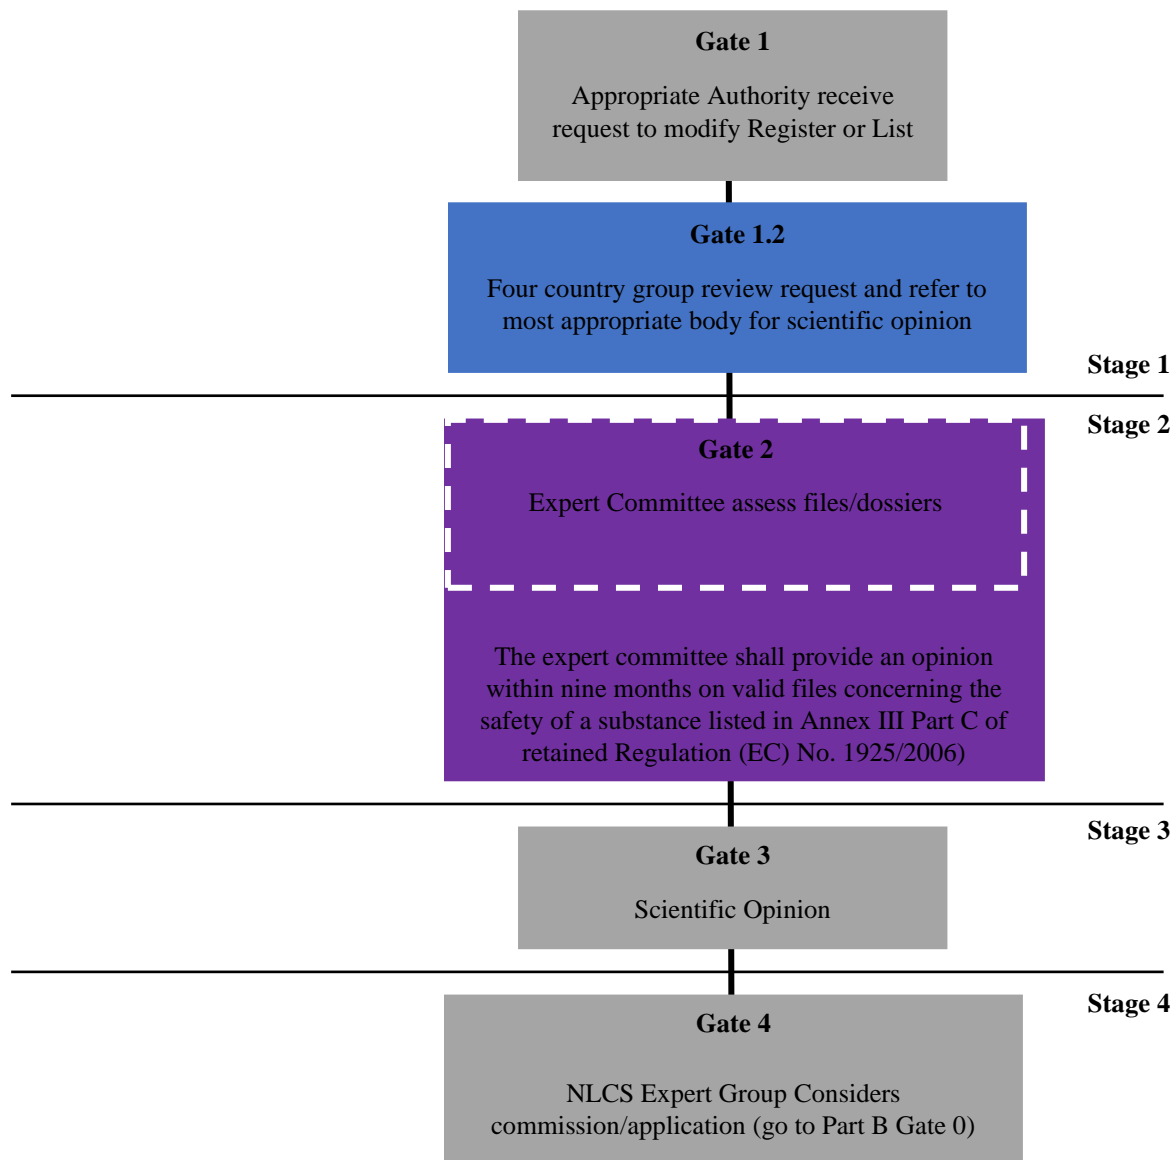 Gate 1
Appropriate Authority receive
request to modify Register or List
Gate 1.2
Four country group review request and refer to
most appropriate body for scientific opinion
Stage 1
Stage 2
Gate 2
Expert Committee assess files/dossiers
The expert committee shall provide an opinion
within nine months on valid files concerning the
safety of a substance listed in Annex III Part C of
retained Regulation (EC) No. 1925/2006)
Stage 3
Gate 3
Scientific Opinion
Stage 4
Gate 4
NLCS Expert Group Considers
commission/application (go to Part B Gate 0)